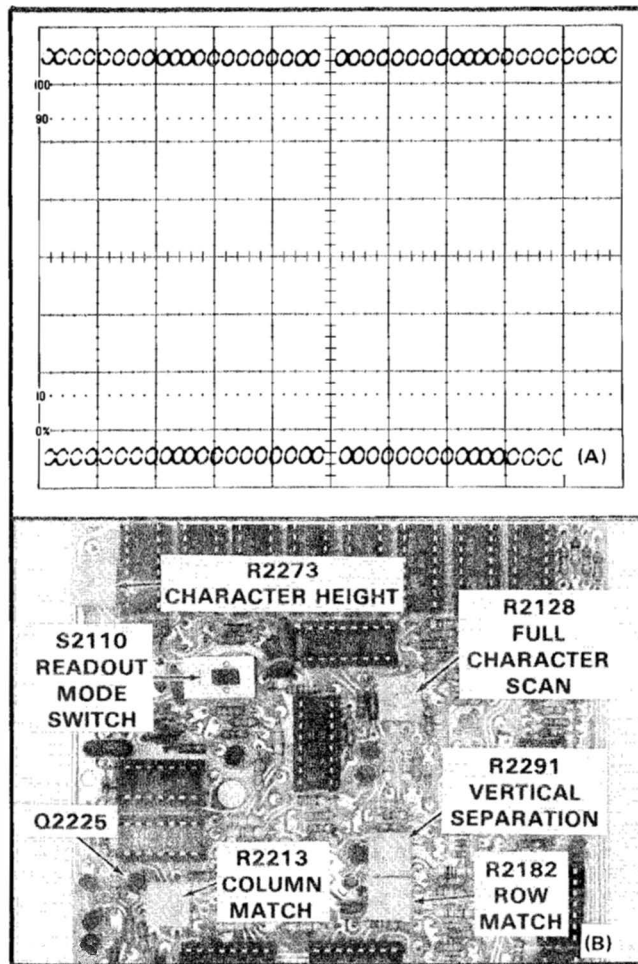 100
90
10
0%
(A)
R2273
CHARACTER HEIGHT
S2110
READOUT
MODE
SWITCH
R2128
FULL
CHARACTER
SCAN
R2291
VERTICAL
SEPARATION
Q2225
R2213
COLUMN
MATCH
R2182
ROW
MATCH
(B)